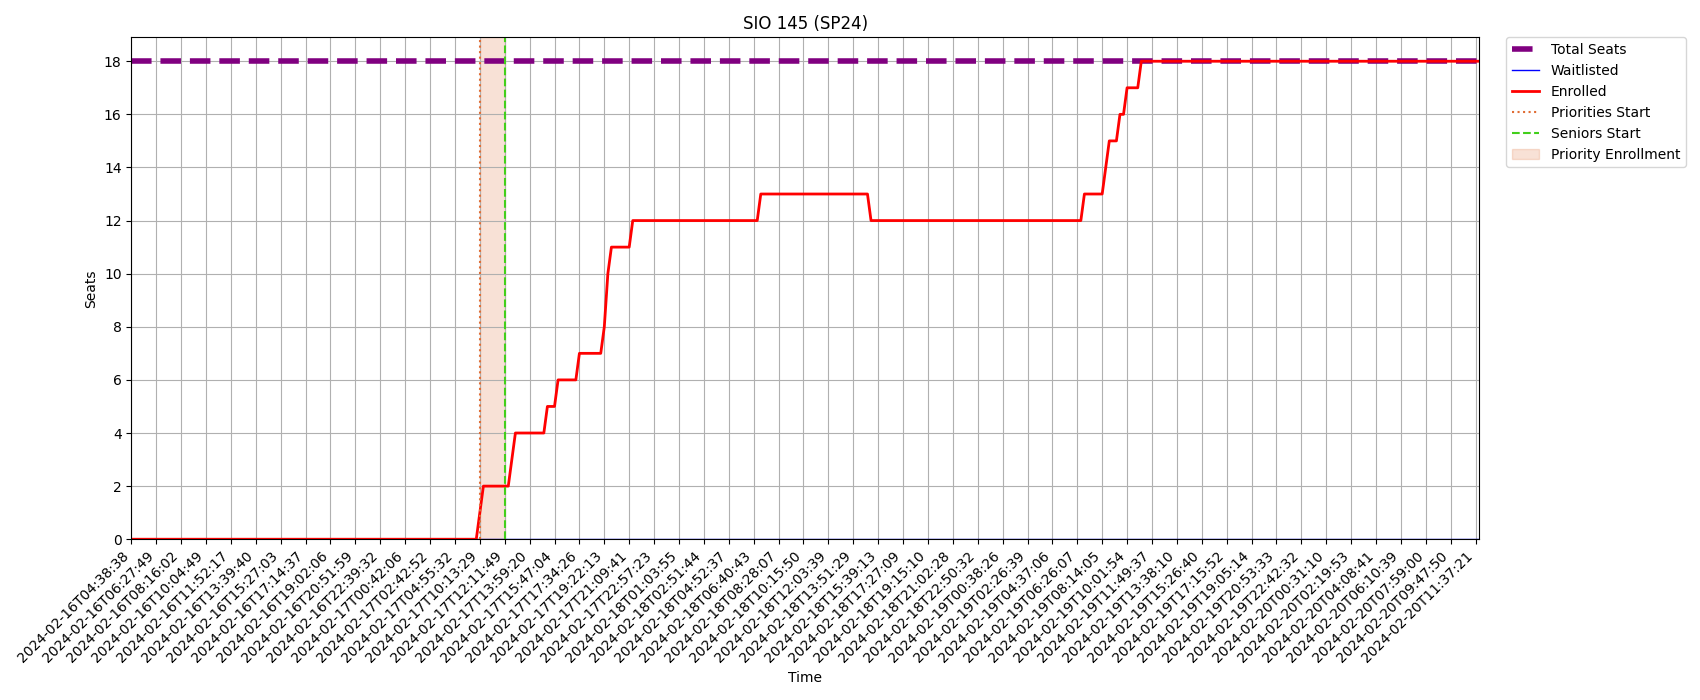 SIO 145 (SP24)
Seats
18
16
14
12
10
8
6
4
2
0
2024-02-16T04:38:38
2024-02-16T06:27:49
2024-02-16T08:16:02
2024-02-16T10:04:49
2024-02-16T11:52:17
2024-02-16T13:39:40
2024-02-16T15:27:03
2024-02-16T17:14:37
2024-02-16T19:02:06
2024-02-16T20:51:59
2024-02-16T22:39:32
2024-02-17T00:42:06
2024-02-17T02:42:52
2024-02-17T04:55:32
2024-02-17T10:13:29
2024-02-17T12:11:49
2024-02-17T13:59:20
2024-02-17T15:47:04
2024-02-17T17:34:26
2024-02-17T19:22:13
2024-02-17T21:09:41
2024-02-17T22:57:23
2024-02-18T01:03:55
2024-02-18T02:51:44
2024-02-18T04:52:37
2024-02-18T06:40:43
2024-02-18T08:28:07
2024-02-18T10:15:50
2024-02-18T12:03:39
2024-02-18T13:51:29
2024-02-18T15:39:13
2024-02-18T17:27:09
2024-02-18T19:15:10
2024-02-18T21:02:28
2024-02-18T22:50:32
2024-02-19T00:38:26
2024-02-19T02:26:39
2024-02-19T04:37:06
2024-02-19T06:26:07
2024-02-19T08:14:05
2024-02-19T10:01:54
2024-02-19T11:49:37
2024-02-19T13:38:10
2024-02-19T15:26:40
2024-02-19T17:15:52
2024-02-19T19:05:14
2024-02-19T20:53:33
2024-02-19T22:42:32
2024-02-20T00:31:10
2024-02-20T02:19:53
2024-02-20T04:08:41
2024-02-20T06:10:39
2024-02-20T07:59:00
2024-02-20T09:47:50
2024-02-20T11:37:21
Time
Total Seats
Waitlisted
Enrolled
Priorities Start
Seniors Start
Priority Enrollment